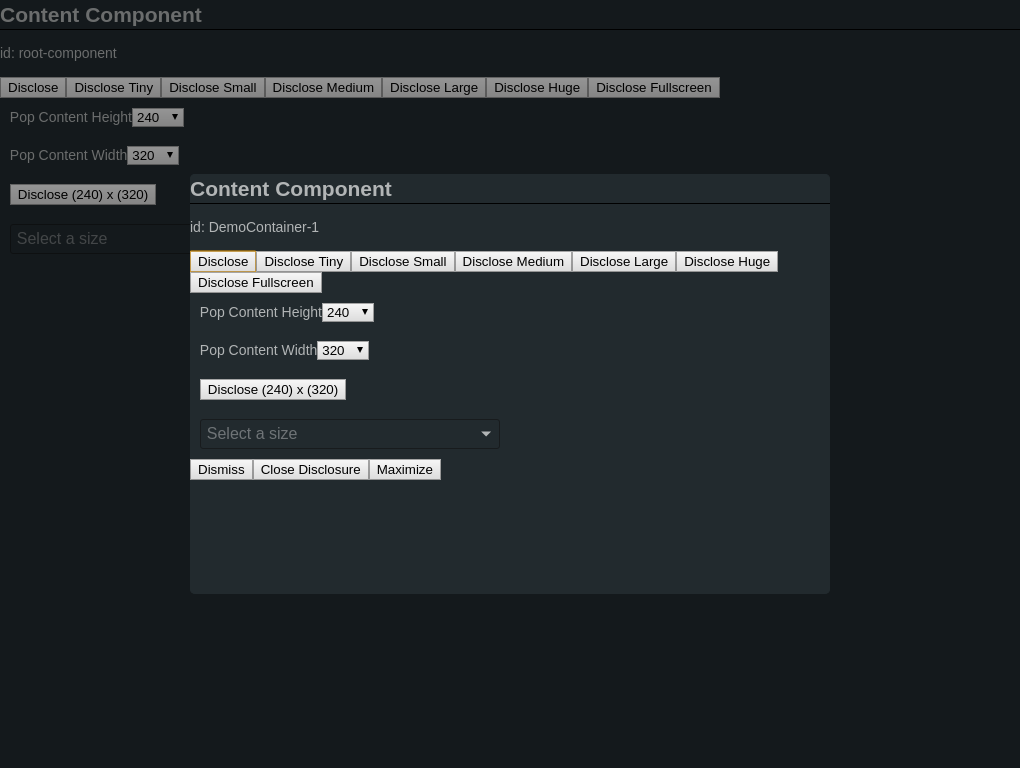 Content Component
id: root-component
Disclose Disclose Tiny Disclose Small Disclose Medium Disclose Large Disclose Huge Disclose Fullscreen
Pop Content Height 240
Pop Content Width 320
Disclose (240) x (320)
Select a size
Content Component
id: DemoContainer-1
Disclose Disclose Tiny Disclose Small Disclose Medium Disclose Large Disclose Huge
Disclose Fullscreen
Pop Content Height 240
Pop Content Width 320
Disclose (240) x (320)
Select a size
Dismiss Close Disclosure Maximize